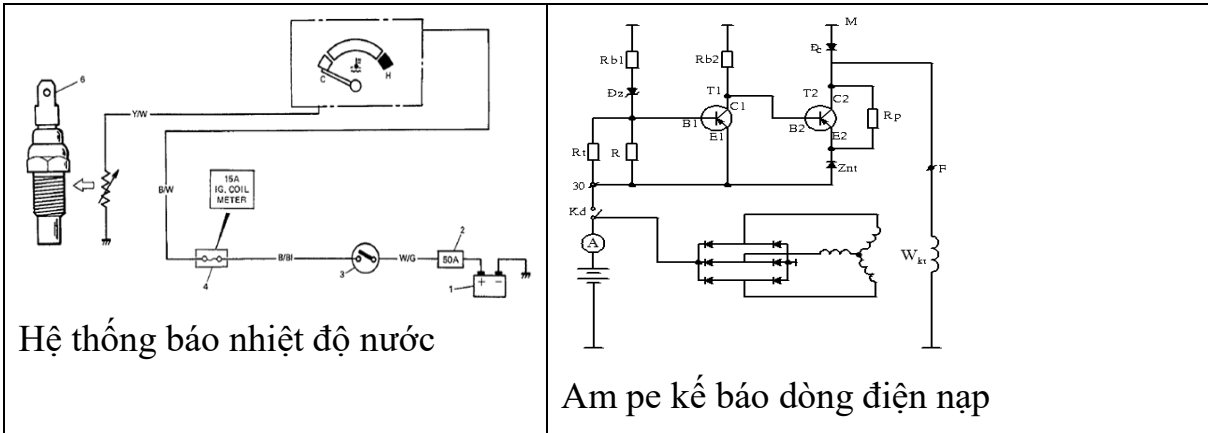 6
C
H
Y/W
B/W
15A
IG, COIL
METER
4
B/Bl
3
W/G
2
50A
1
+ -
Hệ thống báo nhiệt độ nước
M
Đc
Rb1
Rb2
Đz
T1
C1
T2
C2
B1
E1
B2
E2
Rp
Rt
R
Znt
30
F
Kd
A
Wkt
Am pe kế báo dòng điện nạp